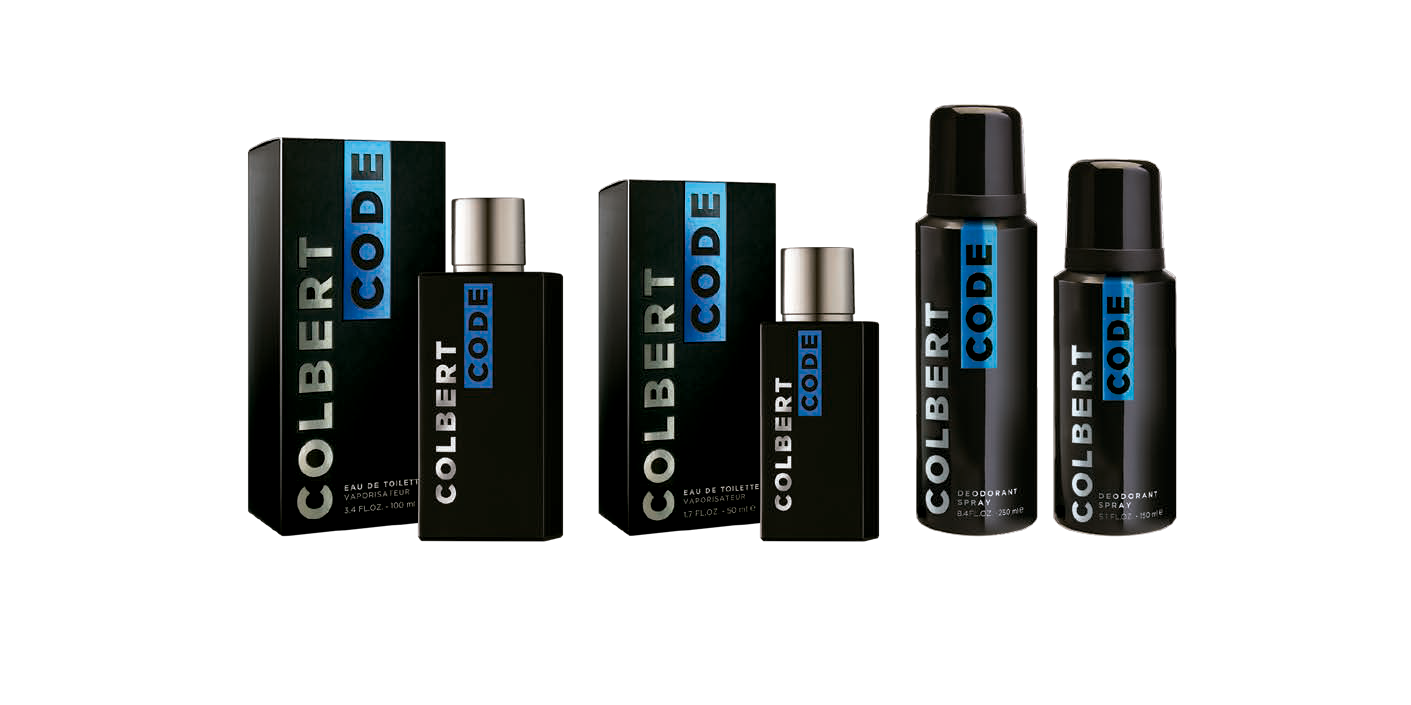 COLBERT
CODE
EAU DE TOILETTE
VAPORISATEUR
3.4 FL.OZ. - 100 ml
COLBERT
CODE
COLBERT
CODE
EAU DE TOILETTE
VAPORISATEUR
1.7 FL.OZ. - 50 ml e
COLBERT
CODE
COLBERT
CODE
DEODORANT
SPRAY
8.4 FL.OZ. - 250 ml e
COLBERT
CODE
DEODORANT
SPRAY
5.1 FL.OZ. - 150 ml e